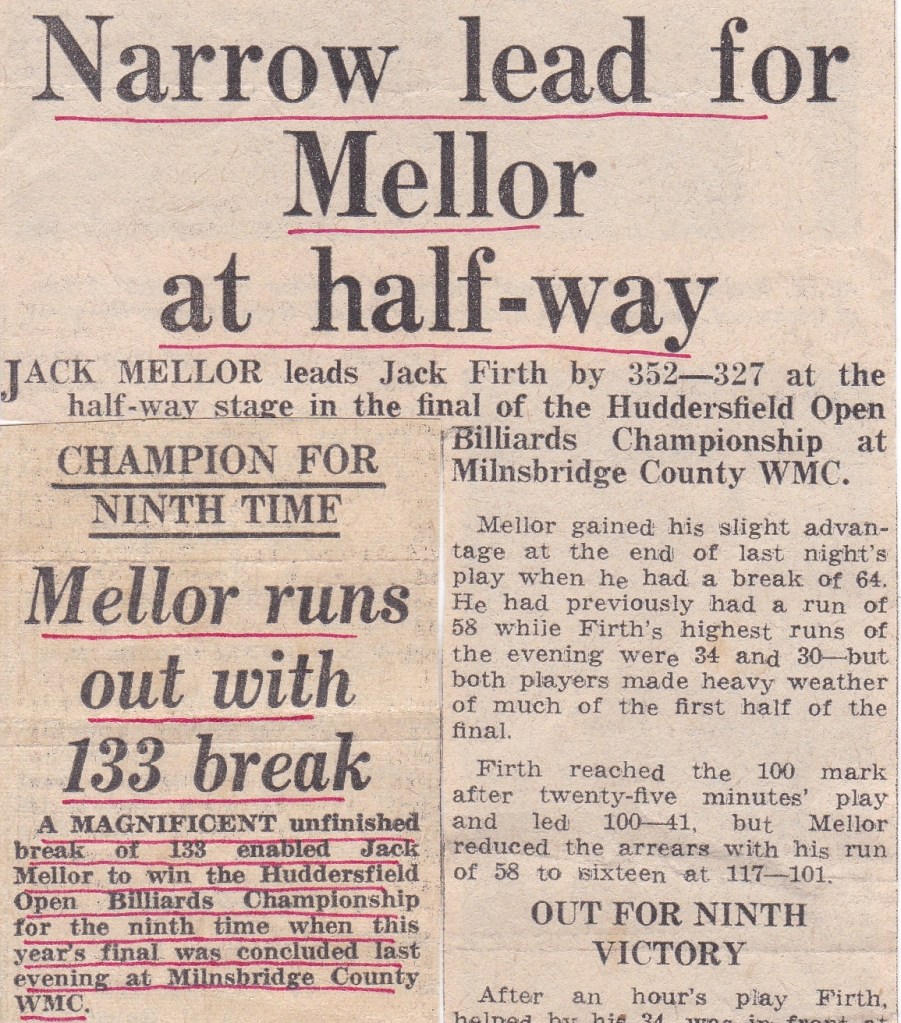 Narrow lead for
Mellor
at half-way
JACK MELLOR leads Jack Firth by 352—327 at the
half-way stage in the final of the Huddersfield Open
Billiards Championship at
Milnsbridge County WMC.
Mellor gained his slight advan-
tage at the end of last night's
play when he had a break of 64.
He had previously had a run of
58 while Firth's highest runs of
the evening were 34 and 30—but
both players made heavy weather
of much of the first half of the
final.
Firth reached the 100 mark
after twenty-five minutes' play
and led 100—41, but Mellor
reduced the arrears with his run
of 58 to sixteen at 117—101.
OUT FOR NINTH
VICTORY
After an hour's play Firth,
helped by his 34, was in front at
CHAMPION FOR
NINTH TIME
Mellor runs
out with
133 break
A MAGNIFICENT unfinished
break of 133 enabled Jack
Mellor to win the Huddersfield
Open Billiards Championship
for the ninth time when this
year's final was concluded last
evening at Milnsbridge County
WMC.